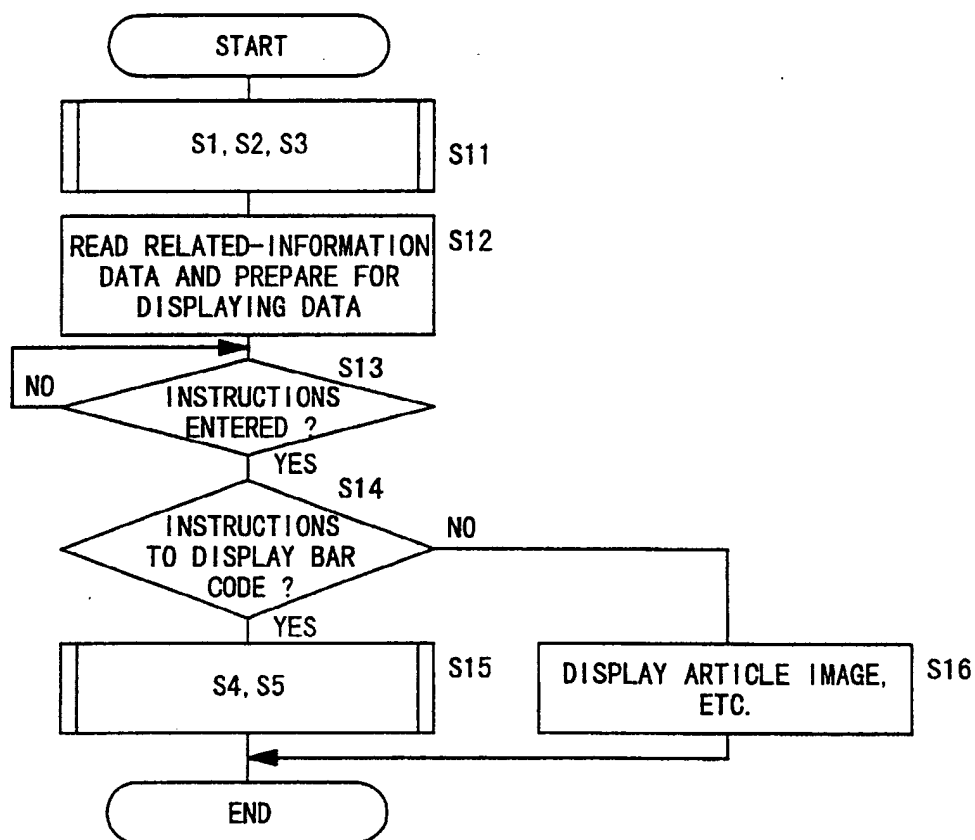 START
S1, S2, S3
S11
READ RELATED-INFORMATION
DATA AND PREPARE FOR
DISPLAYING DATA
S12
S13
NO
INSTRUCTIONS
ENTERED ?
YES
S14
INSTRUCTIONS
TO DISPLAY BAR
CODE ?
NO
YES
S4, S5
S15
DISPLAY ARTICLE IMAGE,
ETC.
S16
END